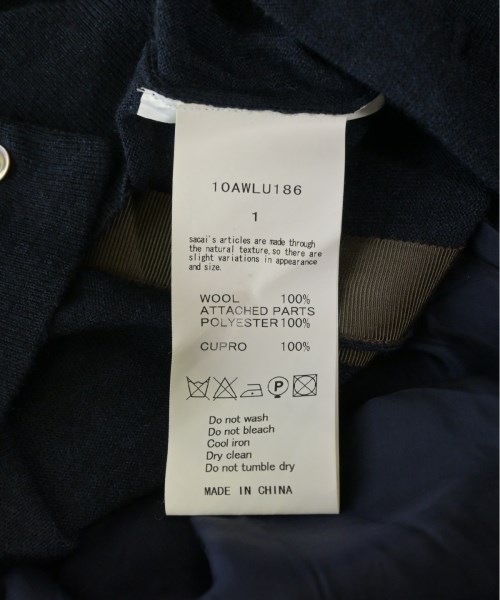 10AWLU186
1
sacai's articles are made through
the natural texture, so there are
slight variations in appearance
and size.
WOOL 100%
ATTACHED PARTS
POLYESTER 100%
CUPRO 100%
P
Do not wash
Do not bleach
Cool iron
Dry clean
Do not tumble dry
MADE IN CHINA